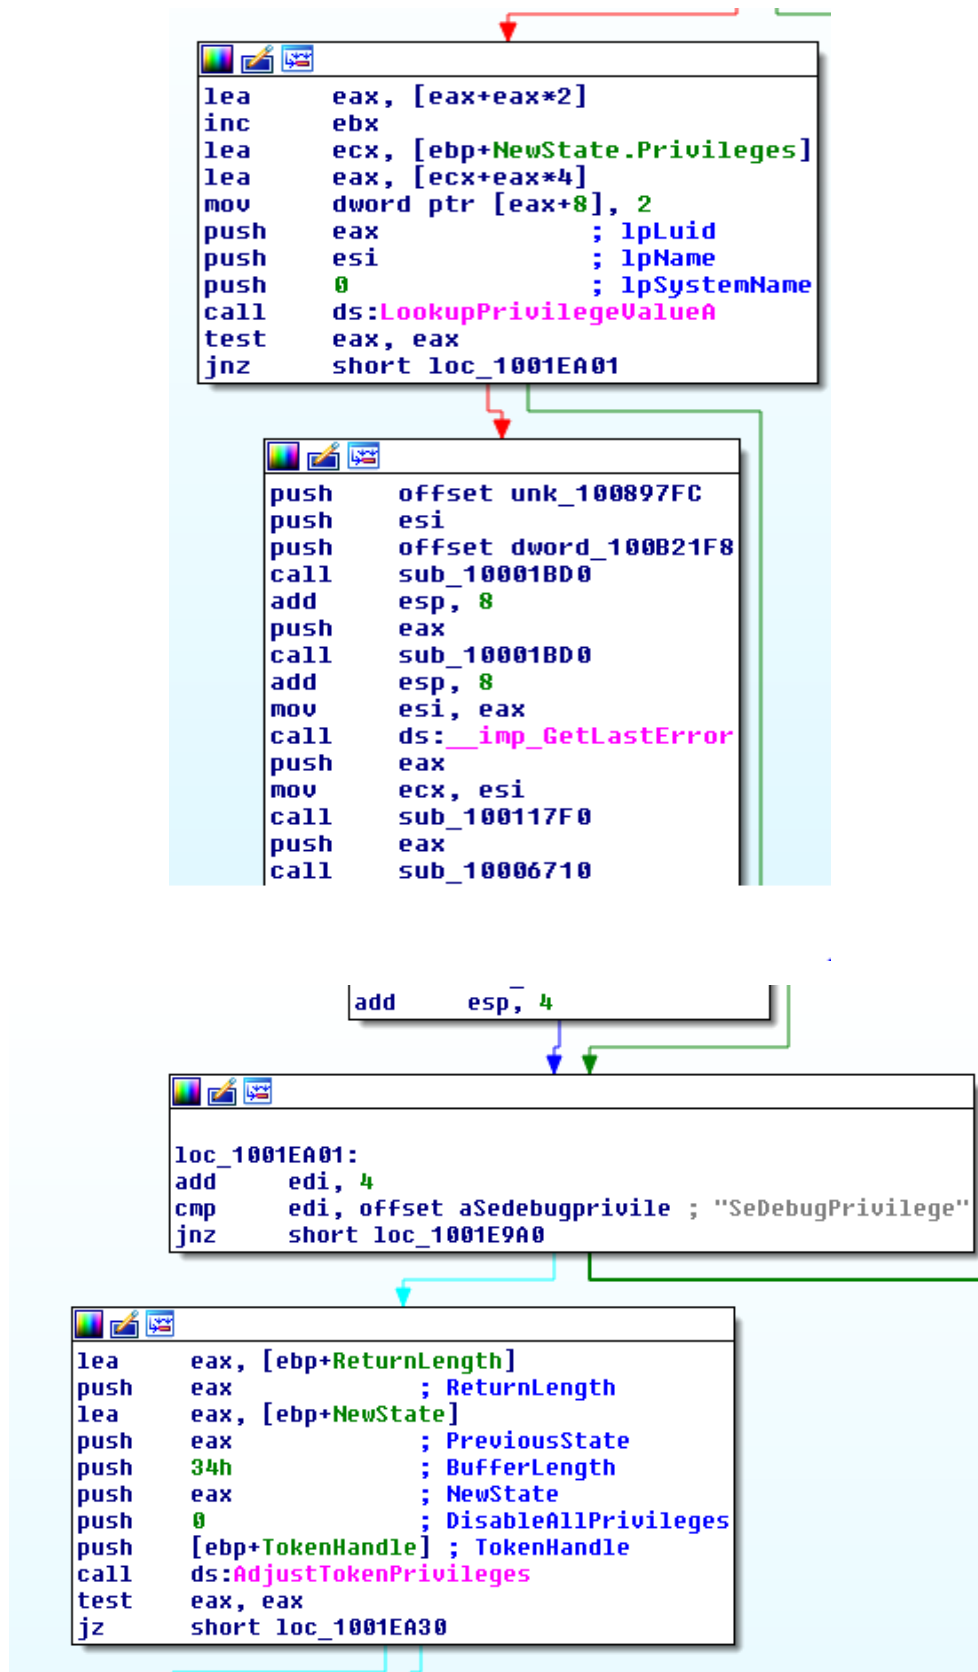 lea eax, [eax+eax*2]
inc ebx
lea ecx, [ebp+NewState.Privileges]
lea eax, [ecx+eax*4]
mov dword ptr [eax+8], 2
push eax ; lpLuid
push esi ; lpName
push 0 ; lpSystemName
call ds:LookupPrivilegeValueA
test eax, eax
jnz short loc_1001EA01
push offset unk_100897FC
push esi
push offset dword_100B21F8
call sub_10001BD0
add esp, 8
push eax
call sub_10001BD0
add esp, 8
mov esi, eax
call ds:__imp_GetLastError
push eax
mov ecx, esi
call sub_100117F0
push eax
call sub_10006710
add esp, 4
loc_1001EA01:
add edi, 4
cmp edi, offset aSedebugprivile ; "SeDebugPrivilege"
jnz short loc_1001E9A0
lea eax, [ebp+ReturnLength]
push eax ; ReturnLength
lea eax, [ebp+NewState]
push eax ; PreviousState
push 34h ; BufferLength
push eax ; NewState
push 0 ; DisableAllPrivileges
push [ebp+TokenHandle] ; TokenHandle
call ds:AdjustTokenPrivileges
test eax, eax
jz short loc_1001EA30